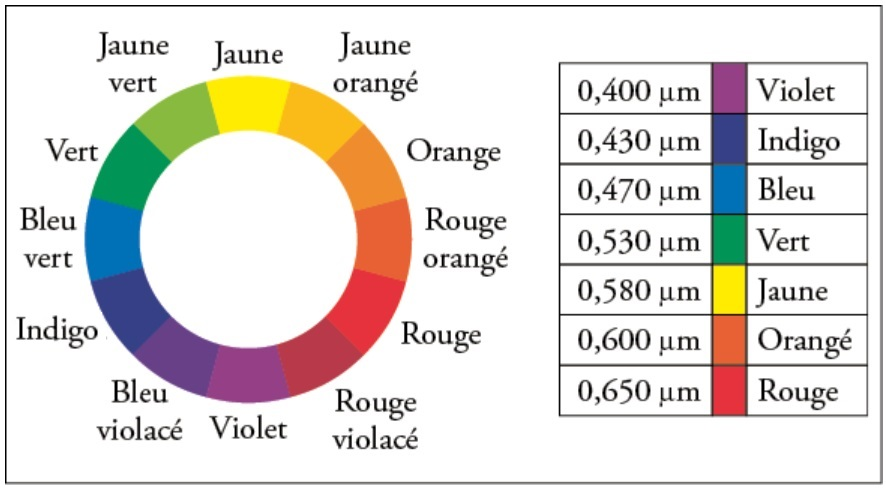 Jaune
vert
Jaune
Jaune
orangé
Orange
Rouge
orangé
Rouge
Rouge
violacé
Violet
Bleu
violacé
Indigo
Bleu
vert
Vert
0,400 µm Violet
0,430 µm Indigo
0,470 µm Bleu
0,530 µm Vert
0,580 µm Jaune
0,600 µm Orangé
0,650 µm Rouge